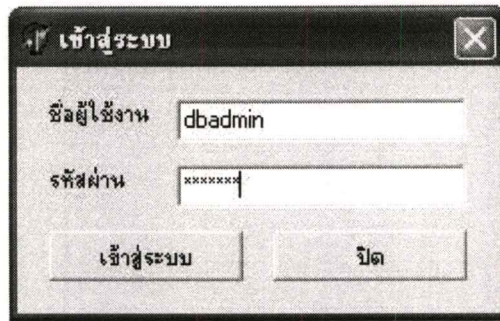 เข้าสู่ระบบ
ชื่อผู้ใช้งาน dbadmin
รหัสผ่าน *******
เข้าสู่ระบบ ปิด